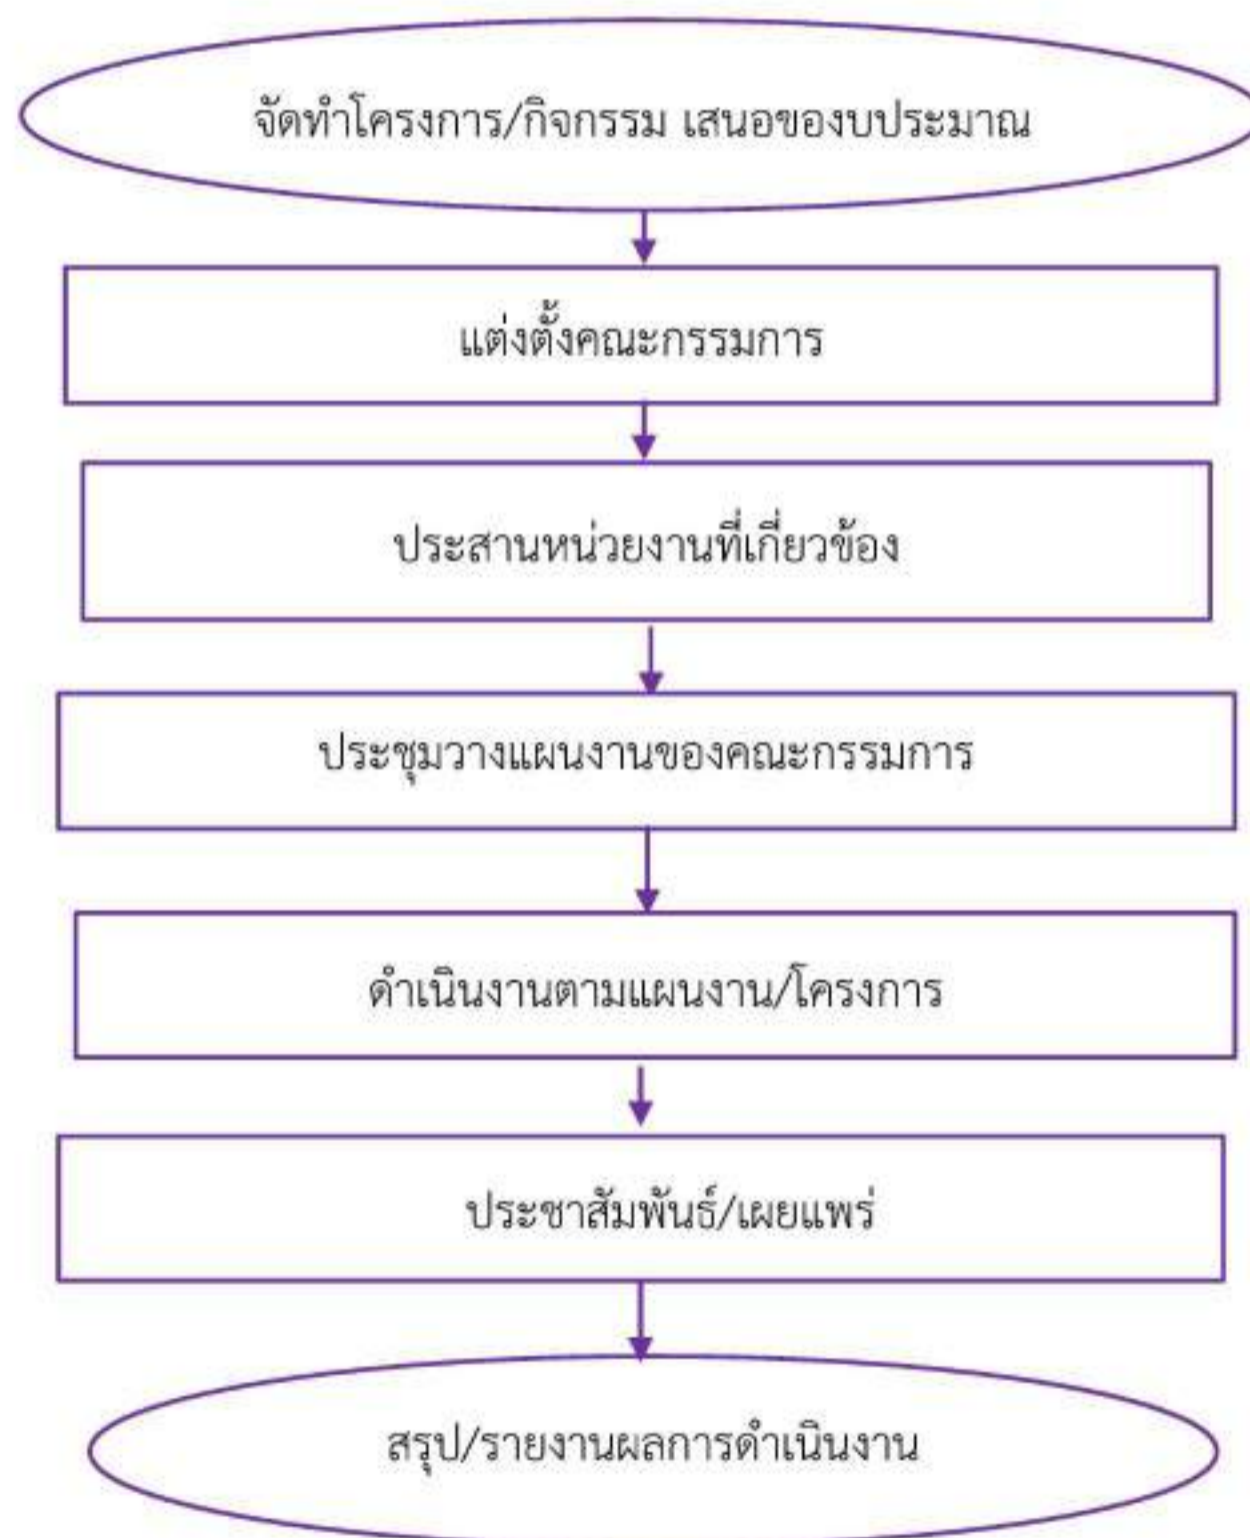 จัดทำโครงการ/กิจกรรม เสนอของบประมาณ
แต่งตั้งคณะกรรมการ
ประสานหน่วยงานที่เกี่ยวข้อง
ประชุมวางแผนงานของคณะกรรมการ
ดำเนินงานตามแผนงาน/โครงการ
ประชาสัมพันธ์/เผยแพร่
สรุป/รายงานผลการดำเนินงาน